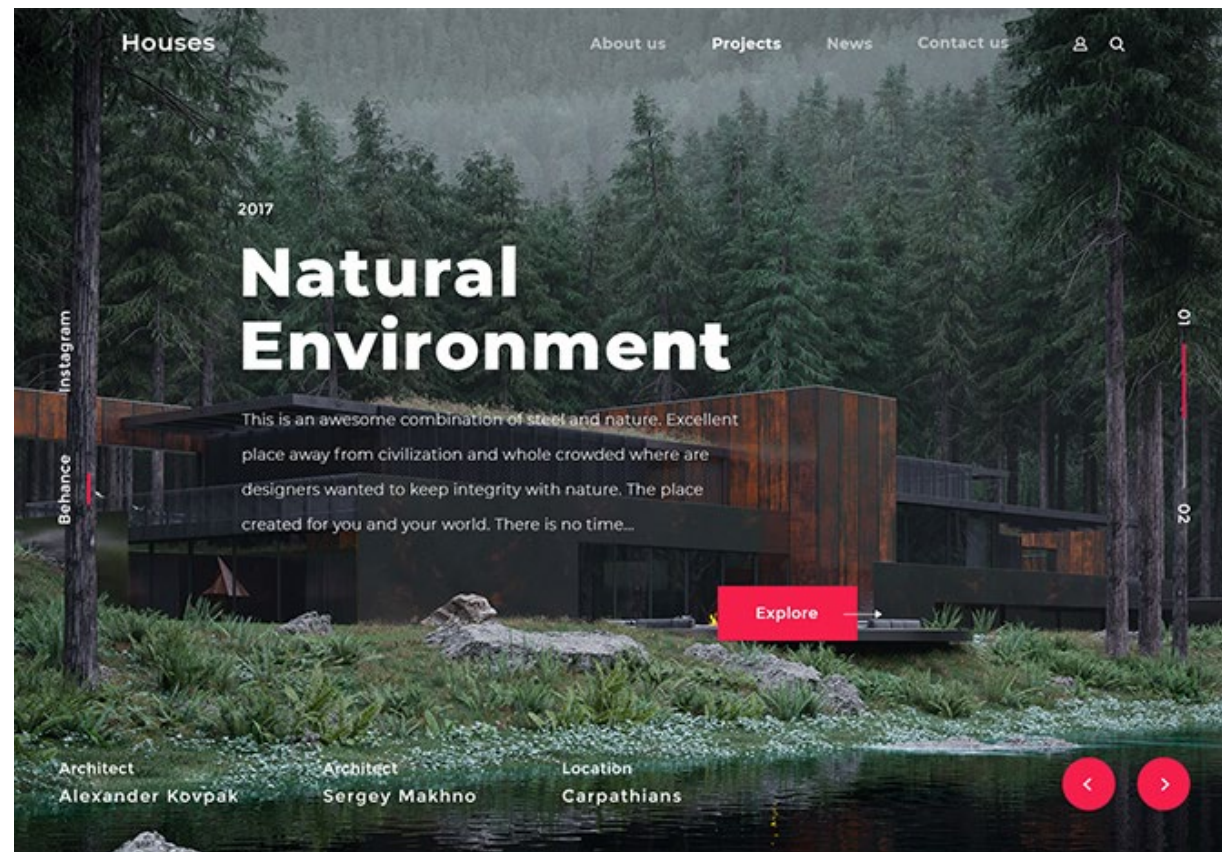 Houses
About us
Projects
News
Contact us
2017
Natural
Environment
This is an awesome combination of steel and nature. Excellent
place away from civilization and whole crowded where are
designers wanted to keep integrity with nature. The place
created for you and your world. There is no time...
Explore
Instagram
Behance
01
02
Architect
Alexander Kovpak
Architect
Sergey Makhno
Location
Carpathians